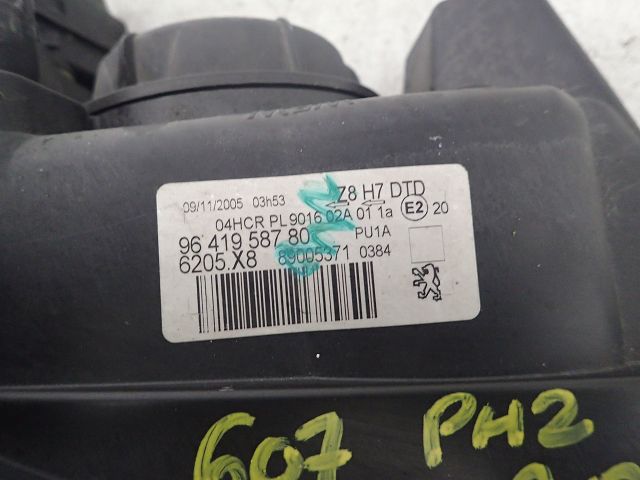 09/11/2005 03h53
Z8 H7 DTD
04HCR PL 9016 02A 01 1a E2 20
96 419 587 80 PU1A
6205.X8 89005371 0384
607 PH2